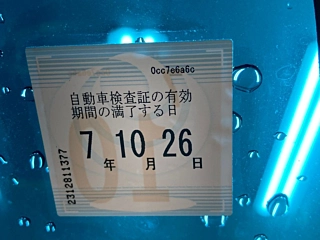 0cc7e6a6c
自動車検査証の有効
期間の満了する日
7 10 26
年 月 日
2312811377